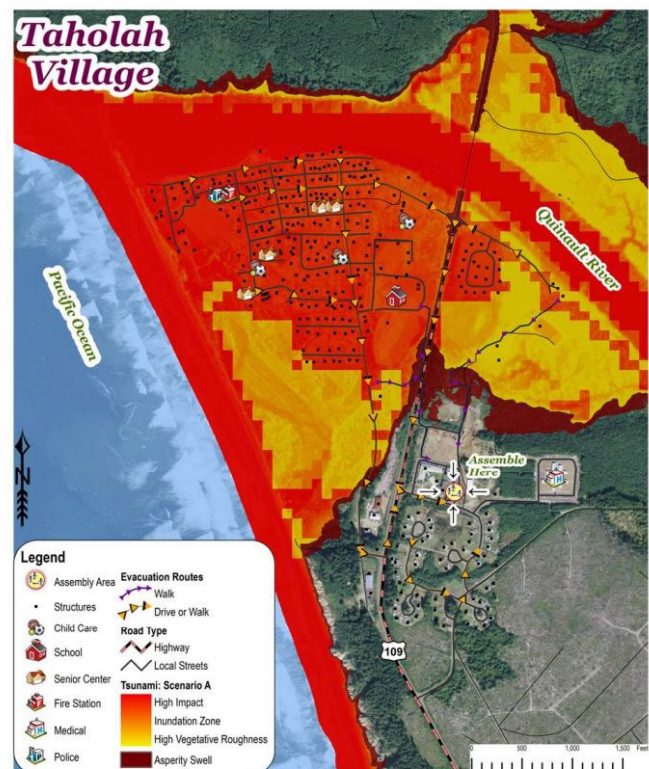 Taholah
Village
Quinault River
Pacific Ocean
Assemble
Here
N
109
Legend
Assembly Area
Structures
Child Care
School
Senior Center
Fire Station
Medical
Police
Evacuation Routes
Walk
Drive or Walk
Road Type
Highway
Local Streets
Tsunami: Scenario A
High Impact
Inundation Zone
High Vegetative Roughness
Asperity Swell
0 500 1,000 1,500 Feet